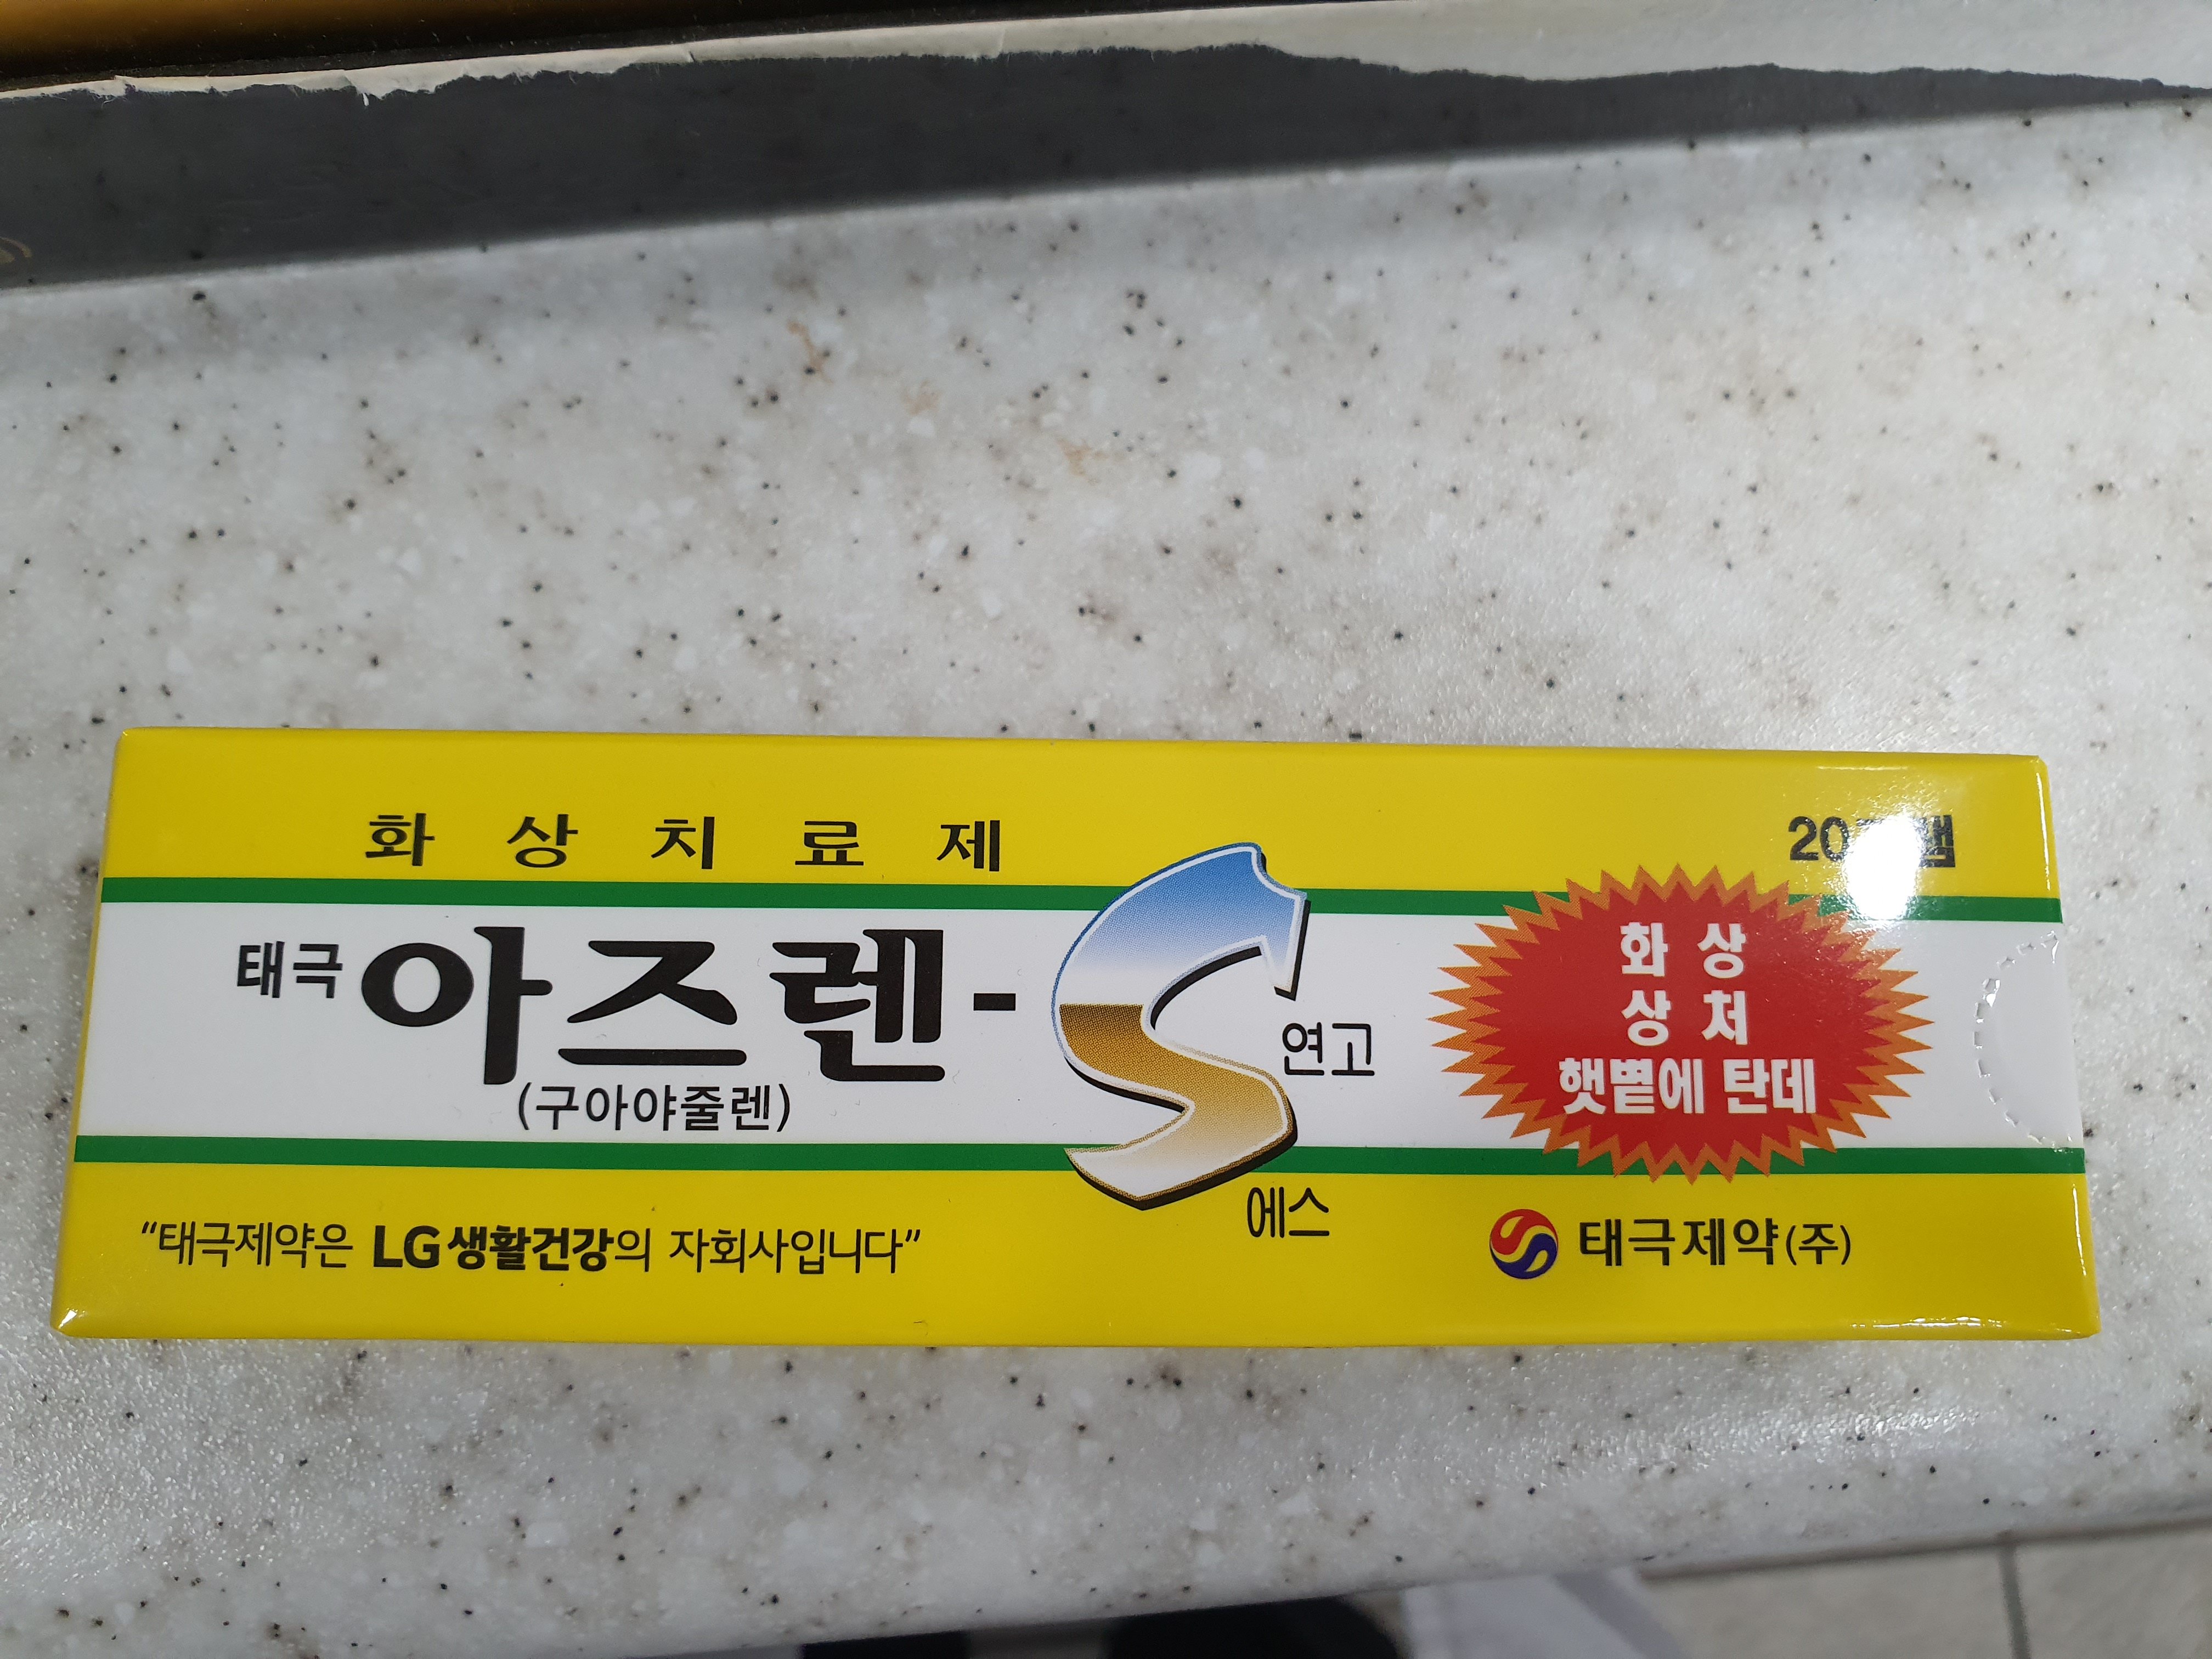 화 상 치 료 제
태극 아즈렌-S 연고
(구아야줄렌)
에스
화 상
상 처
햇볕에 탄데
"태극제약은 LG생활건강의 자회사입니다"
태극제약(주)